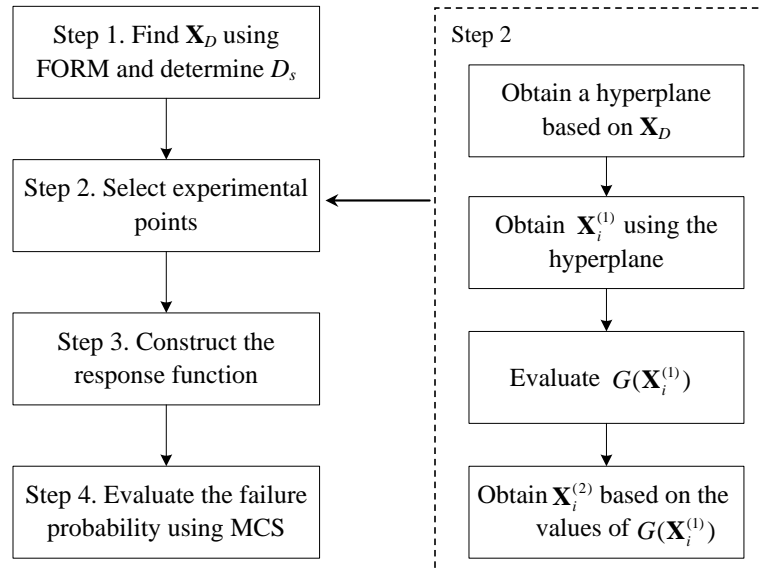 Step 1. Find X_D using
FORM and determine D_s
Step 2. Select experimental
points
Step 3. Construct the
response function
Step 4. Evaluate the failure
probability using MCS
Step 2
Obtain a hyperplane
based on X_D
Obtain X_i^(1) using the
hyperplane
Evaluate G(X_i^(1))
Obtain X_i^(2) based on the
values of G(X_i^(1))